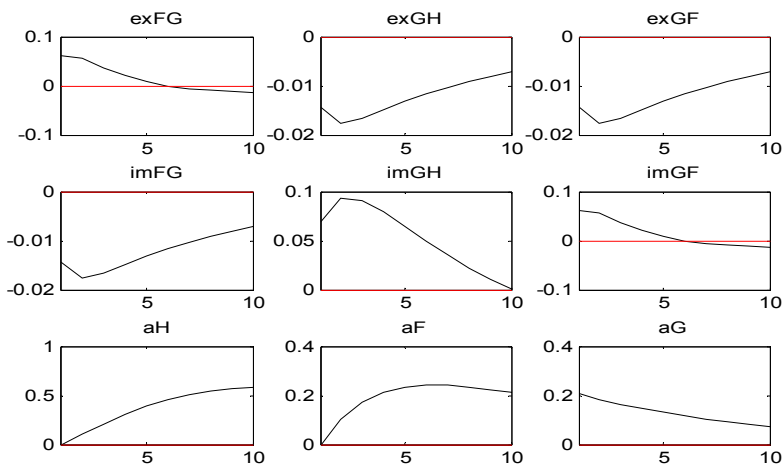 exFG exGH exGF
0.1 0 0
0 -0.01 -0.01
-0.1 -0.02 -0.02
5 10 5 10 5 10
imFG imGH imGF
0 0.1 0.1
-0.01 0.05 0
-0.02 0 -0.1
5 10 5 10 5 10
aH aF aG
1 0.4 0.4
0.5 0.2 0.2
0 0 0
5 10 5 10 5 10